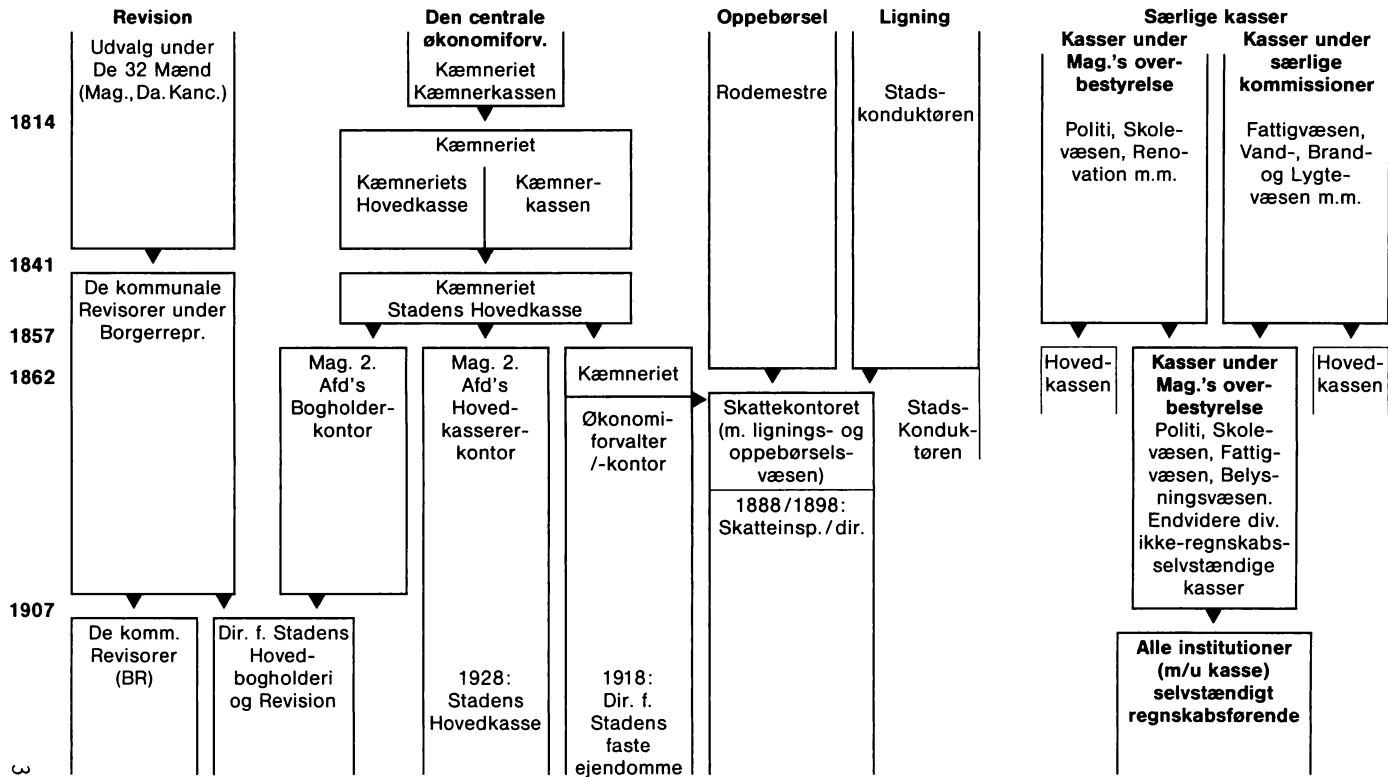 Revision
Udvalg under
De 32 Mænd
(Mag., Da. Kanc.)
Den centrale
økonomiforv.
Kæmneriet
Kæmnerkassen
Oppebørsel
Rodemestre
Ligning
Stads-
konduktøren
Særlige kasser
Kasser under
Mag.'s over-
bestyrelse
Politi, Skole-
væsen, Reno-
vation m.m.
Kasser under
særlige
kommissioner
Fattigvæsen,
Vand-, Brand-
og Lygte-
væsen m.m.
1814
Kæmneriet
Kæmneriets
Hovedkasse
Kæmner-
kassen
1841
De kommunale
Revisorer under
Borgerrepr.
Kæmneriet
Stadens Hovedkasse
1857
1862
Mag. 2.
Afd's
Bogholder-
kontor
Mag. 2.
Afd's
Hoved-
kasserer-
kontor
Kæmneriet
Økonomi-
forvalter
/-kontor
Skattekontoret
(m. lignings- og
oppebørsels-
væsen)
1888/1898:
Skatteinsp./dir.
Stads-
Konduk-
tøren
Hoved-
kassen
Kasser under
Mag.'s over-
bestyrelse
Politi, Skole-
væsen, Fattig-
væsen, Belys-
ningsvæsen.
Endvidere div.
ikke-regnskabs-
selvstændige
kasser
Hoved-
kassen
1907
De komm.
Revisorer
(BR)
Dir. f. Stadens
Hoved-
bogholderi
og Revision
1928:
Stadens
Hovedkasse
1918:
Dir. f.
Stadens
faste
ejendomme
Alle institutioner
(m/u kasse)
selvstændigt
regnskabsførende
3